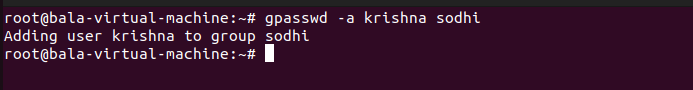 root@bala-virtual-machine:~# gpasswd -a krishna sodhi
Adding user krishna to group sodhi
root@bala-virtual-machine:~#